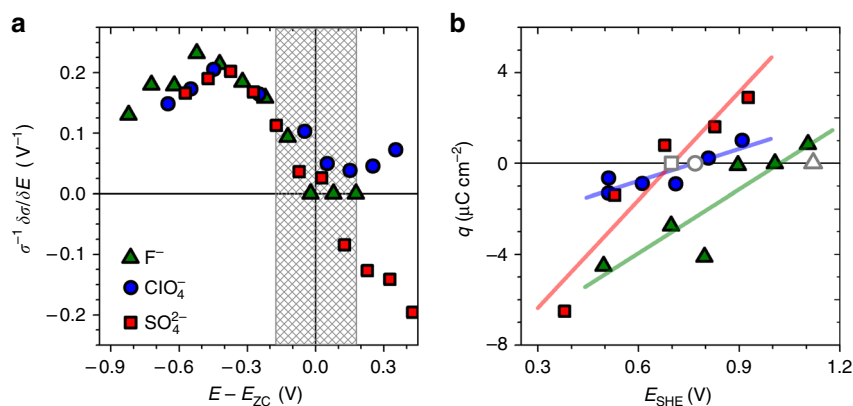 a
σ⁻¹ δσ/δE (V⁻¹)
0.2
0.1
0.0
−0.1
−0.2
F⁻
ClO₄⁻
SO₄²⁻
−0.9 −0.6 −0.3 0.0 0.3
E – E_ZC (V)
b
q (μC cm⁻²)
4
0
−4
−8
0.3 0.6 0.9 1.2
E_SHE (V)